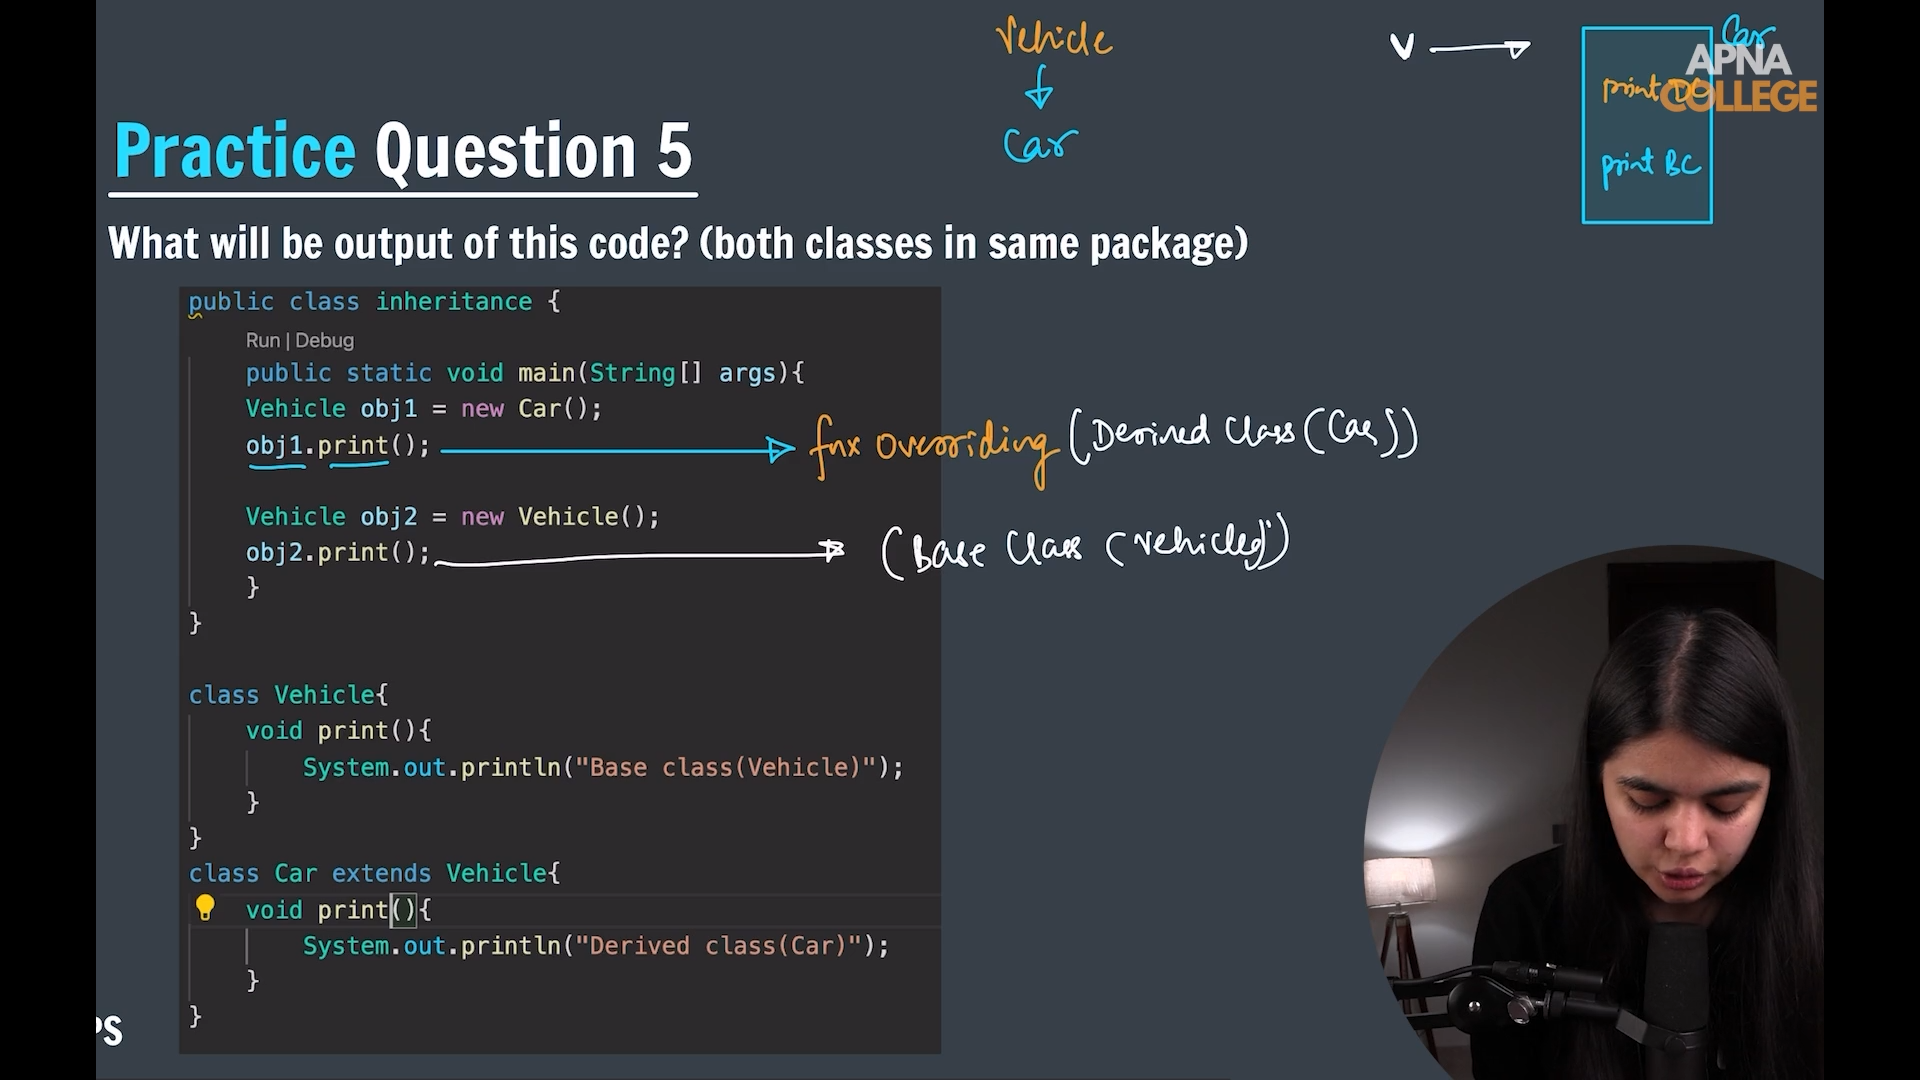 Vehicle
Car
V
Car
print DC
print BC
APNA
COLLEGE
Practice Question 5
What will be output of this code? (both classes in same package)
public class inheritance {
Run | Debug
public static void main(String[] args){
Vehicle obj1 = new Car();
obj1.print();
fnx overriding (Derived Class (Car))
Vehicle obj2 = new Vehicle();
obj2.print();
(Base Class (Vehicle))
}
}
class Vehicle{
void print(){
System.out.println("Base class(Vehicle)");
}
}
class Car extends Vehicle{
void print(){
System.out.println("Derived class(Car)");
}
}
PS